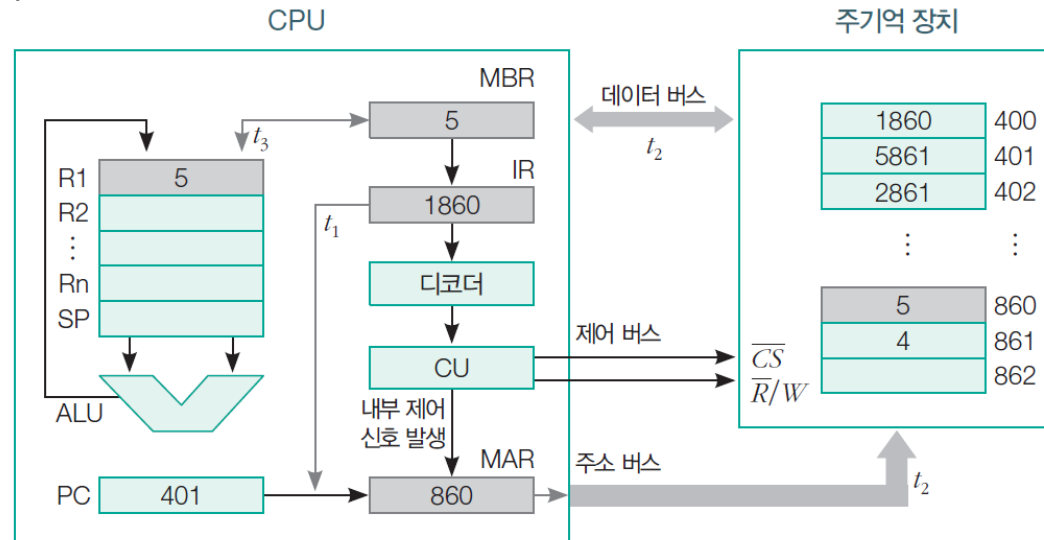 CPU
주기억 장치
MBR
5
데이터 버스
t₂
1860 400
5861 401
2861 402
⋮ ⋮
5 860
4 861
862
t₃
R1 5
R2
⋮
Rn
SP
ALU
IR
1860
t₁
디코더
CU
제어 버스
C̅S̅
R̅/W
내부 제어
신호 발생
MAR
주소 버스
PC 401
860
t₂